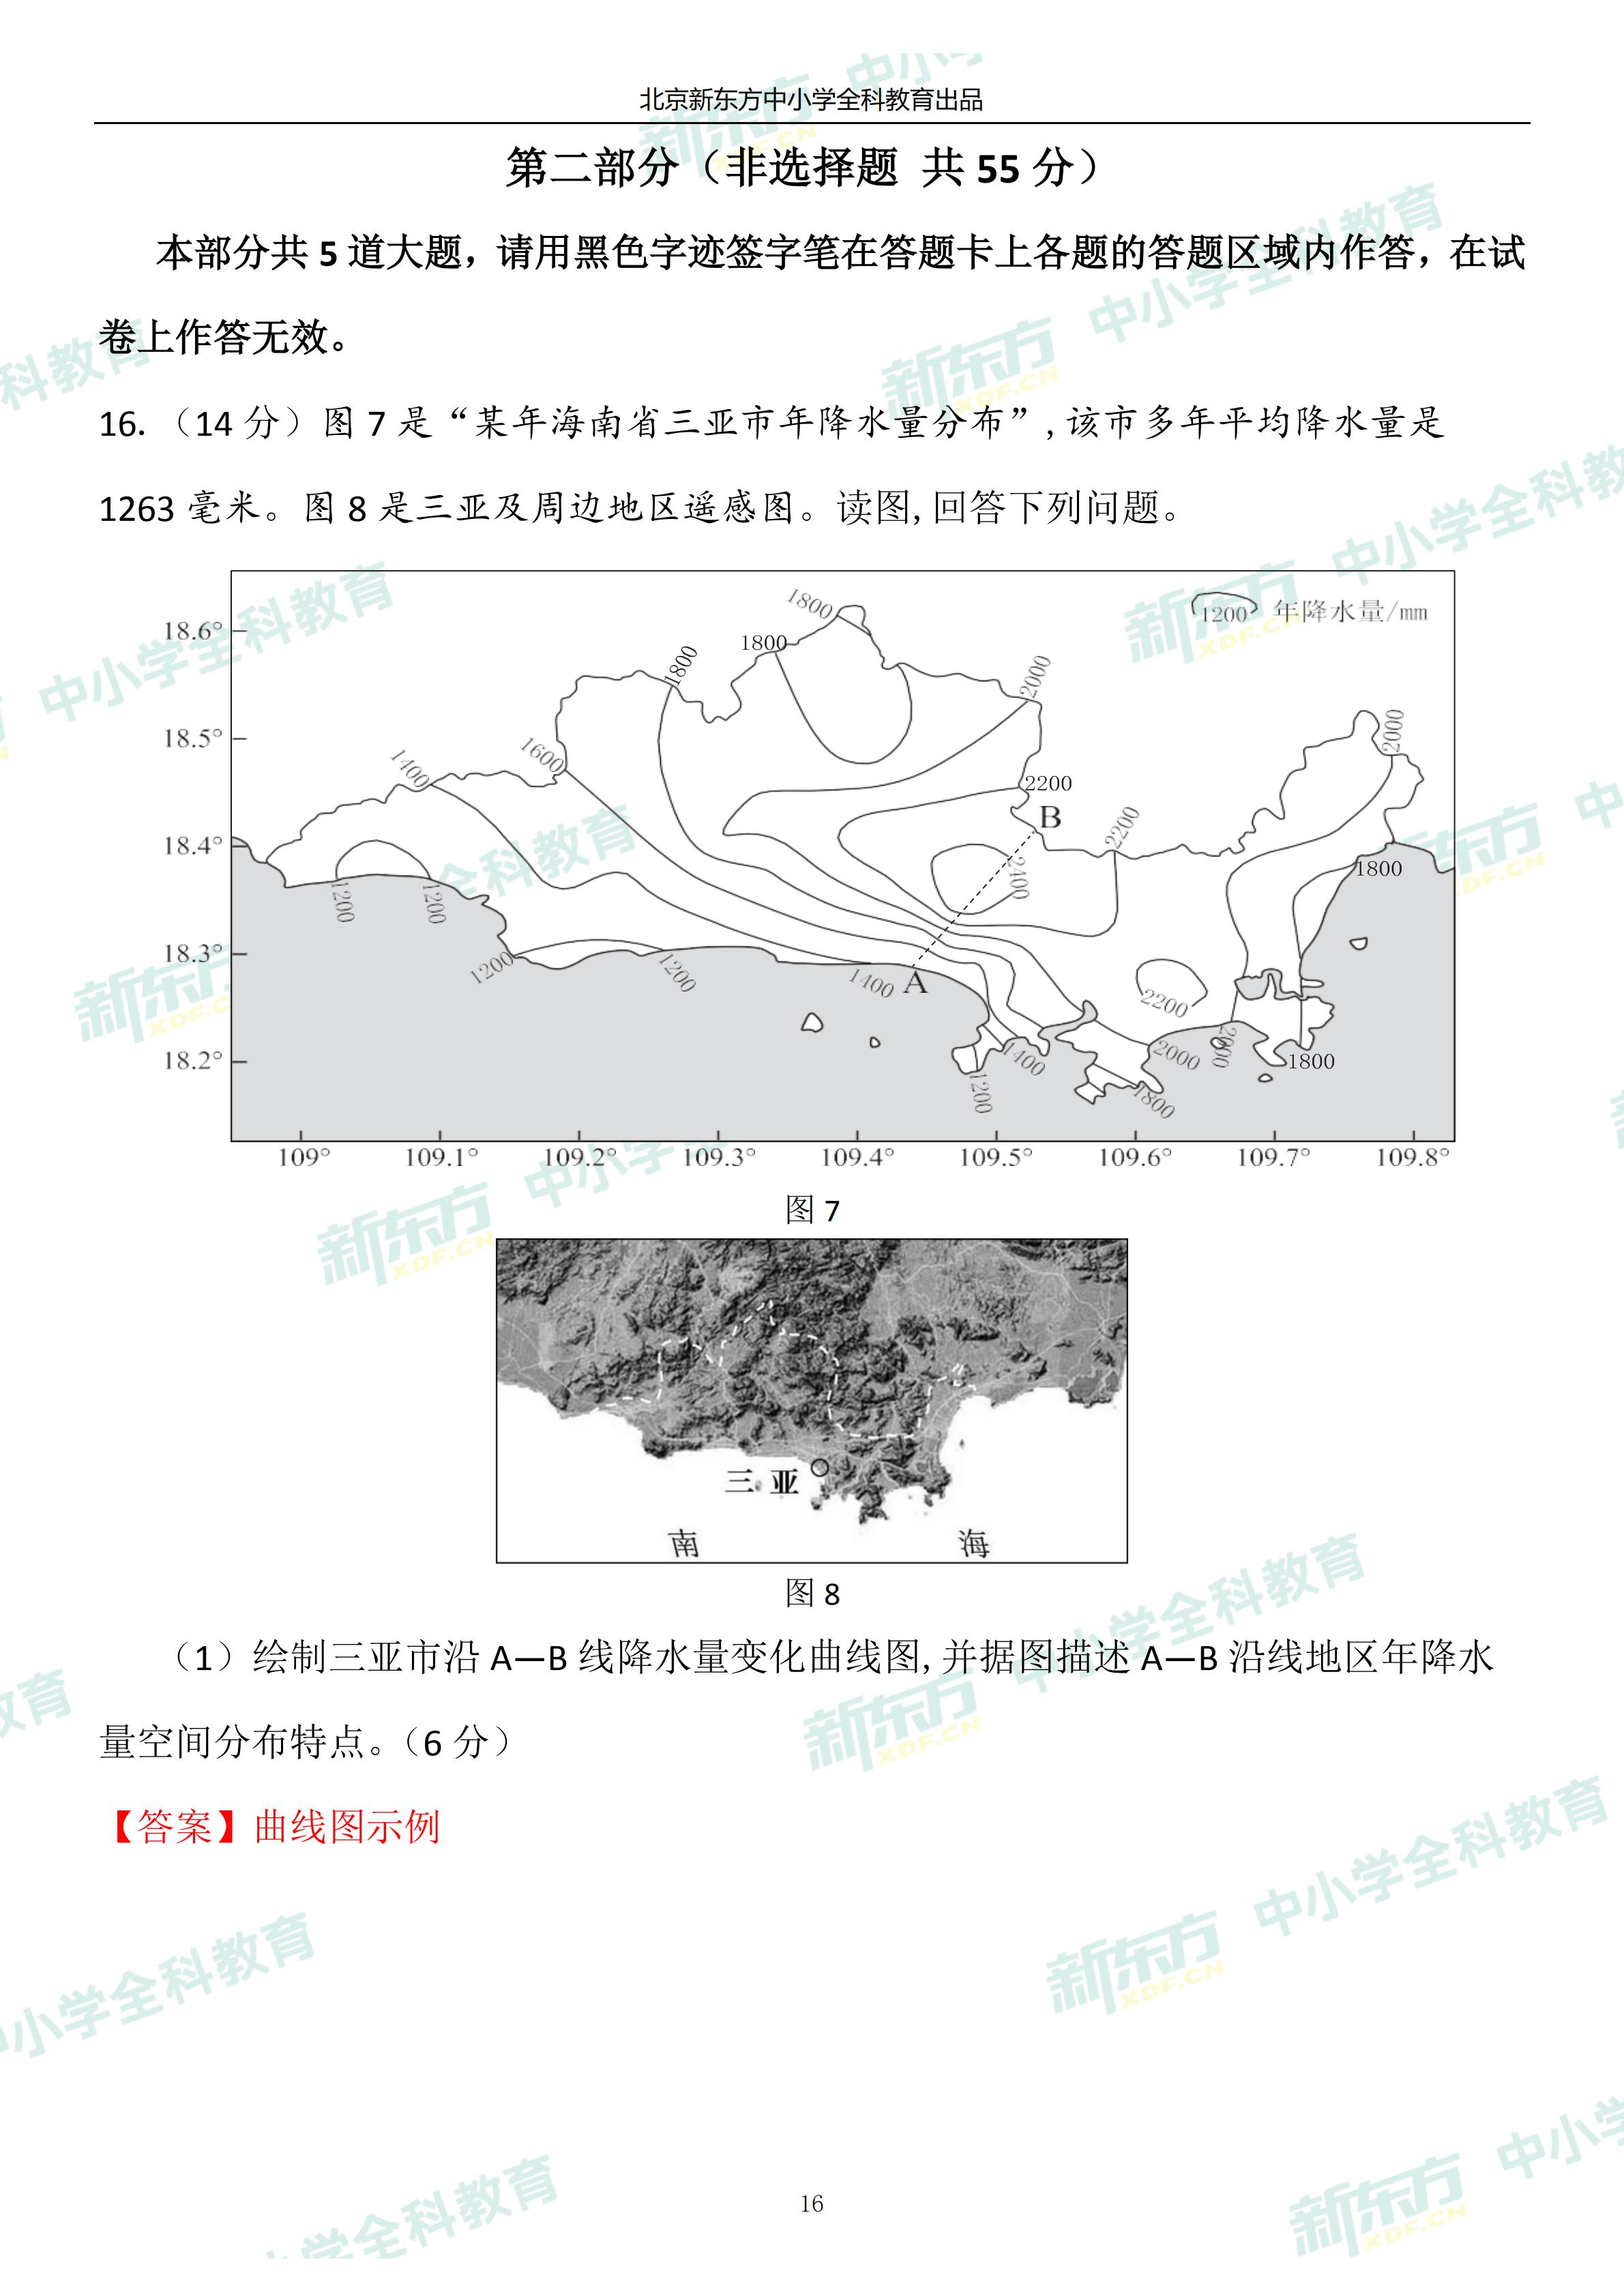 北京新东方中小学全科教育出品
第二部分（非选择题 共 55 分）
本部分共 5 道大题，请用黑色字迹签字笔在答题卡上各题的答题区域内作答，在试
卷上作答无效。
16. （14 分）图 7 是“某年海南省三亚市年降水量分布”，该市多年平均降水量是
1263 毫米。图 8 是三亚及周边地区遥感图。读图，回答下列问题。
1200 年降水量/mm
18.6°
18.5°
18.4°
18.3°
18.2°
1800
1800
1800
2000
2000
1400
1600
2200
B
2200
2400
1800
1200
1200
1200
1200
1400
A
2200
1400
2000
2000
1800
1200
1800
109°
109.1°
109.2°
109.3°
109.4°
109.5°
109.6°
109.7°
109.8°
图 7
三 亚
南 海
图 8
（1）绘制三亚市沿 A—B 线降水量变化曲线图，并据图描述 A—B 沿线地区年降水
量空间分布特点。（6 分）
【答案】曲线图示例
16
新东方 XDF.CN 中小学全科教育